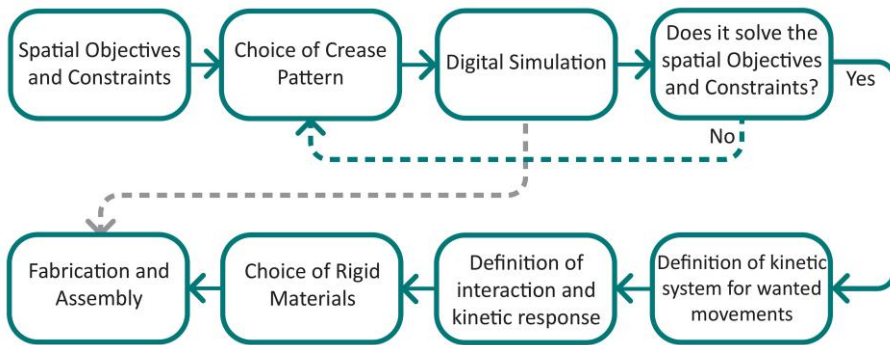 Spatial Objectives
and Constraints
Choice of Crease
Pattern
Digital Simulation
Does it solve the
spatial Objectives
and Constraints?
Yes
No
Fabrication and
Assembly
Choice of Rigid
Materials
Definition of
interaction and
kinetic response
Definition of kinetic
system for wanted
movements